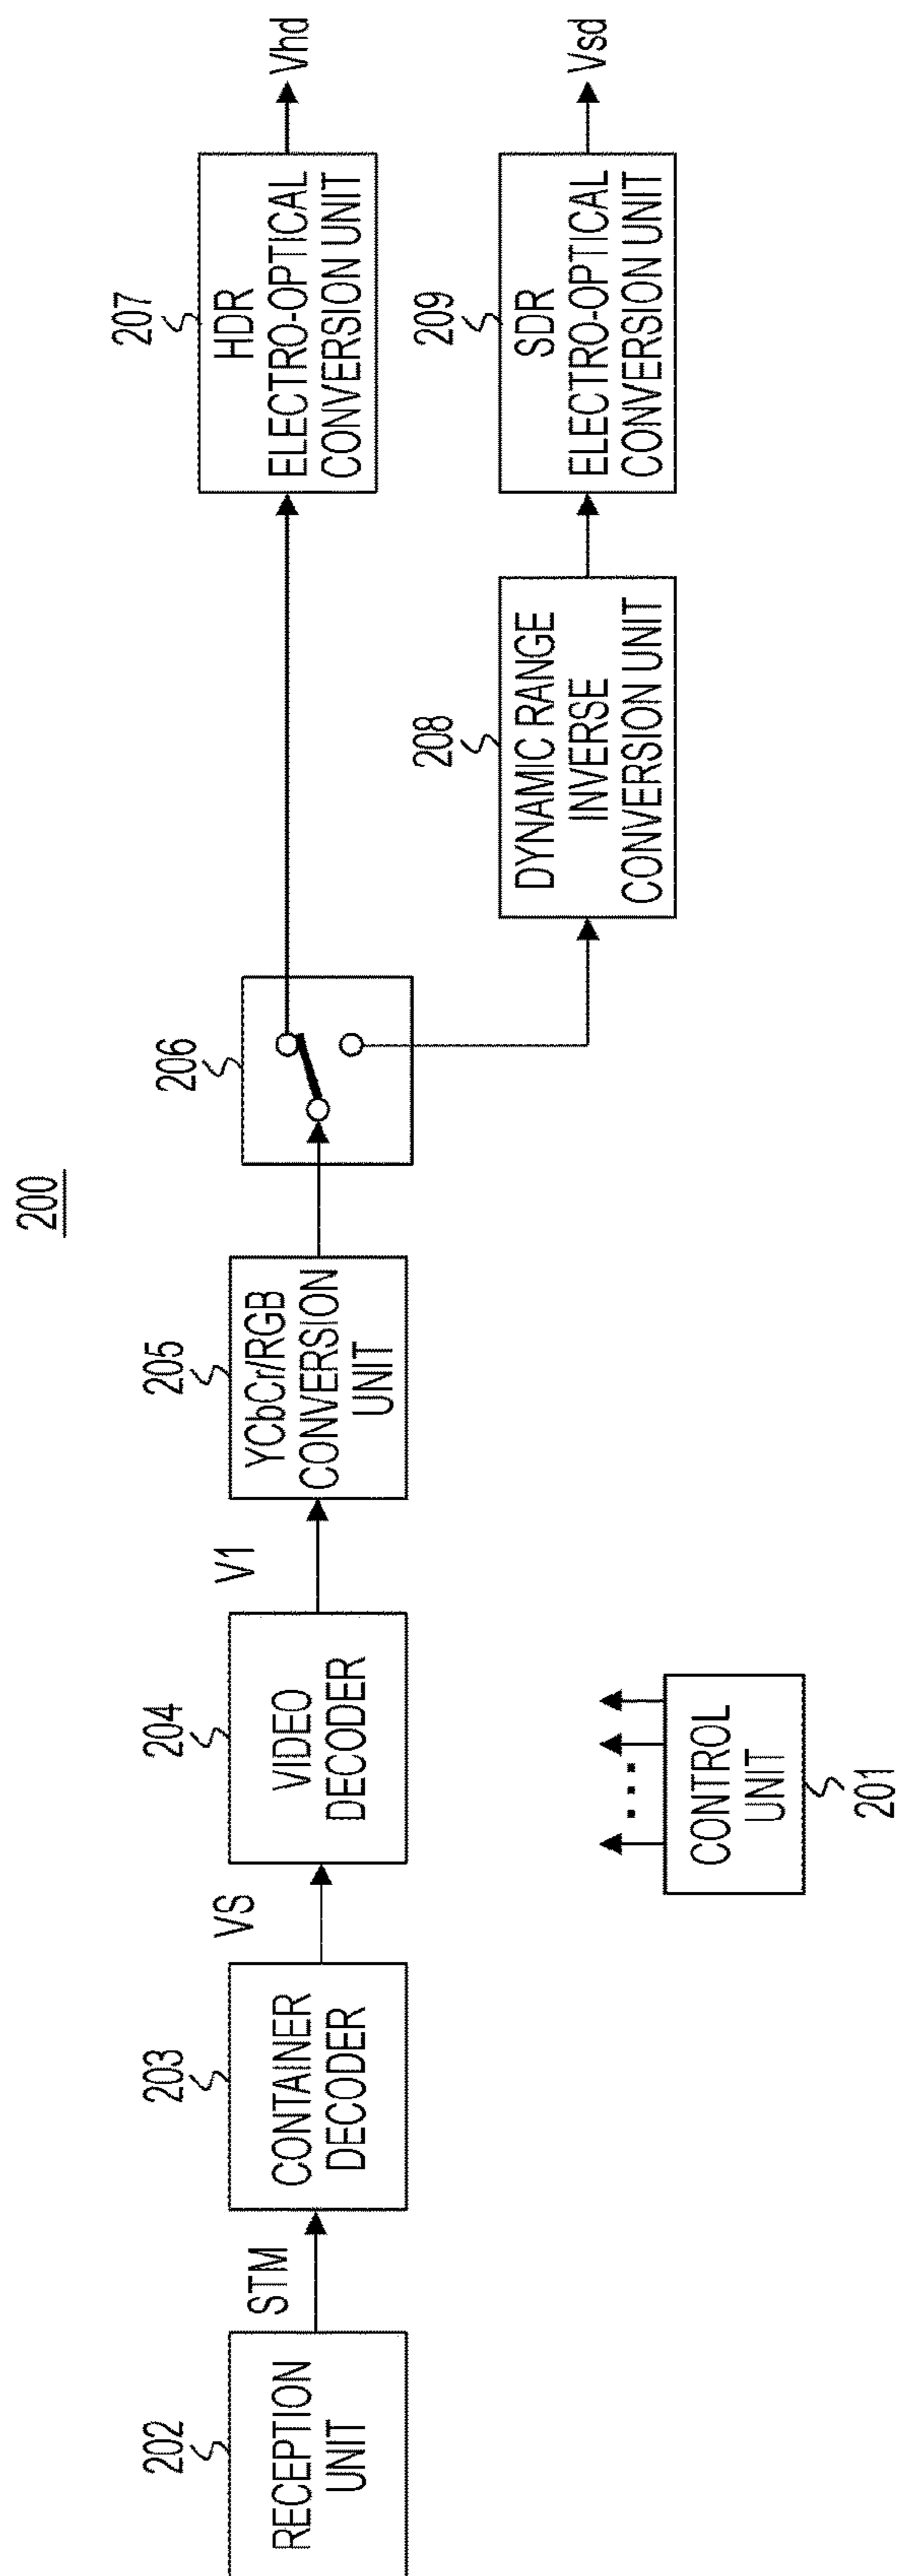 200
202
RECEPTION
UNIT
STM
203
CONTAINER
DECODER
VS
204
VIDEO
DECODER
V1
205
YCbCr/RGB
CONVERSION
UNIT
206
207
HDR
ELECTRO-OPTICAL
CONVERSION UNIT
Vhd
208
DYNAMIC RANGE
INVERSE
CONVERSION UNIT
209
SDR
ELECTRO-OPTICAL
CONVERSION UNIT
Vsd
CONTROL
UNIT
201